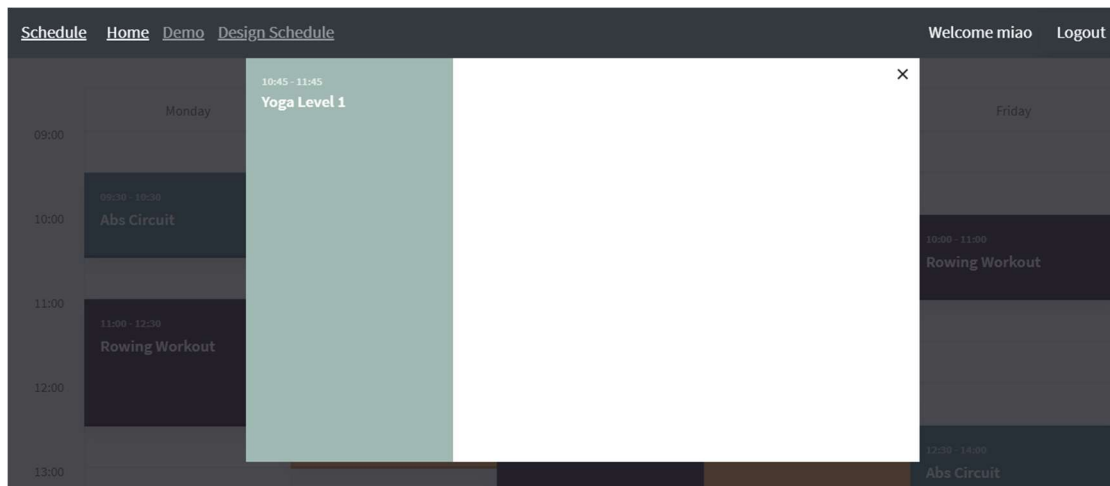 Schedule Home Demo Design Schedule Welcome miao Logout
10:45 - 11:45
Yoga Level 1
×
Monday
Friday
09:00
09:30 - 10:30
Abs Circuit
10:00
10:00 - 11:00
Rowing Workout
11:00
11:00 - 12:30
Rowing Workout
12:00
12:30 - 14:00
Abs Circuit
13:00